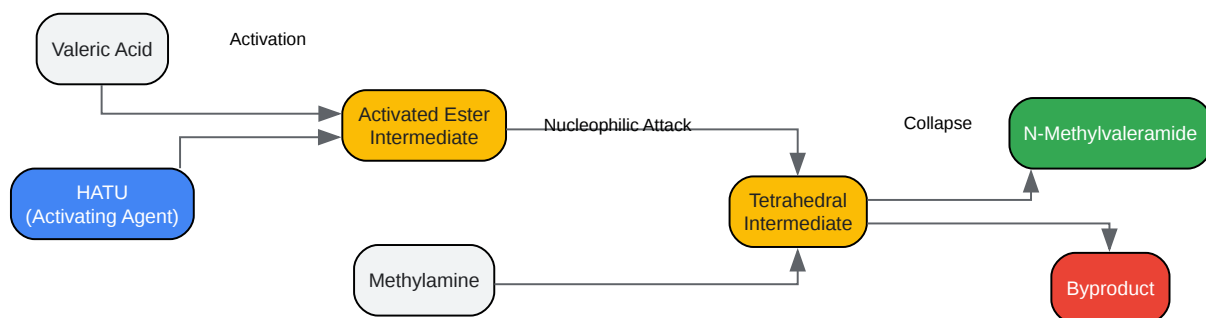 Valeric Acid
Activation
HATU
(Activating Agent)
Activated Ester
Intermediate
Nucleophilic Attack
Methylamine
Tetrahedral
Intermediate
Collapse
N-Methylvaleramide
Byproduct